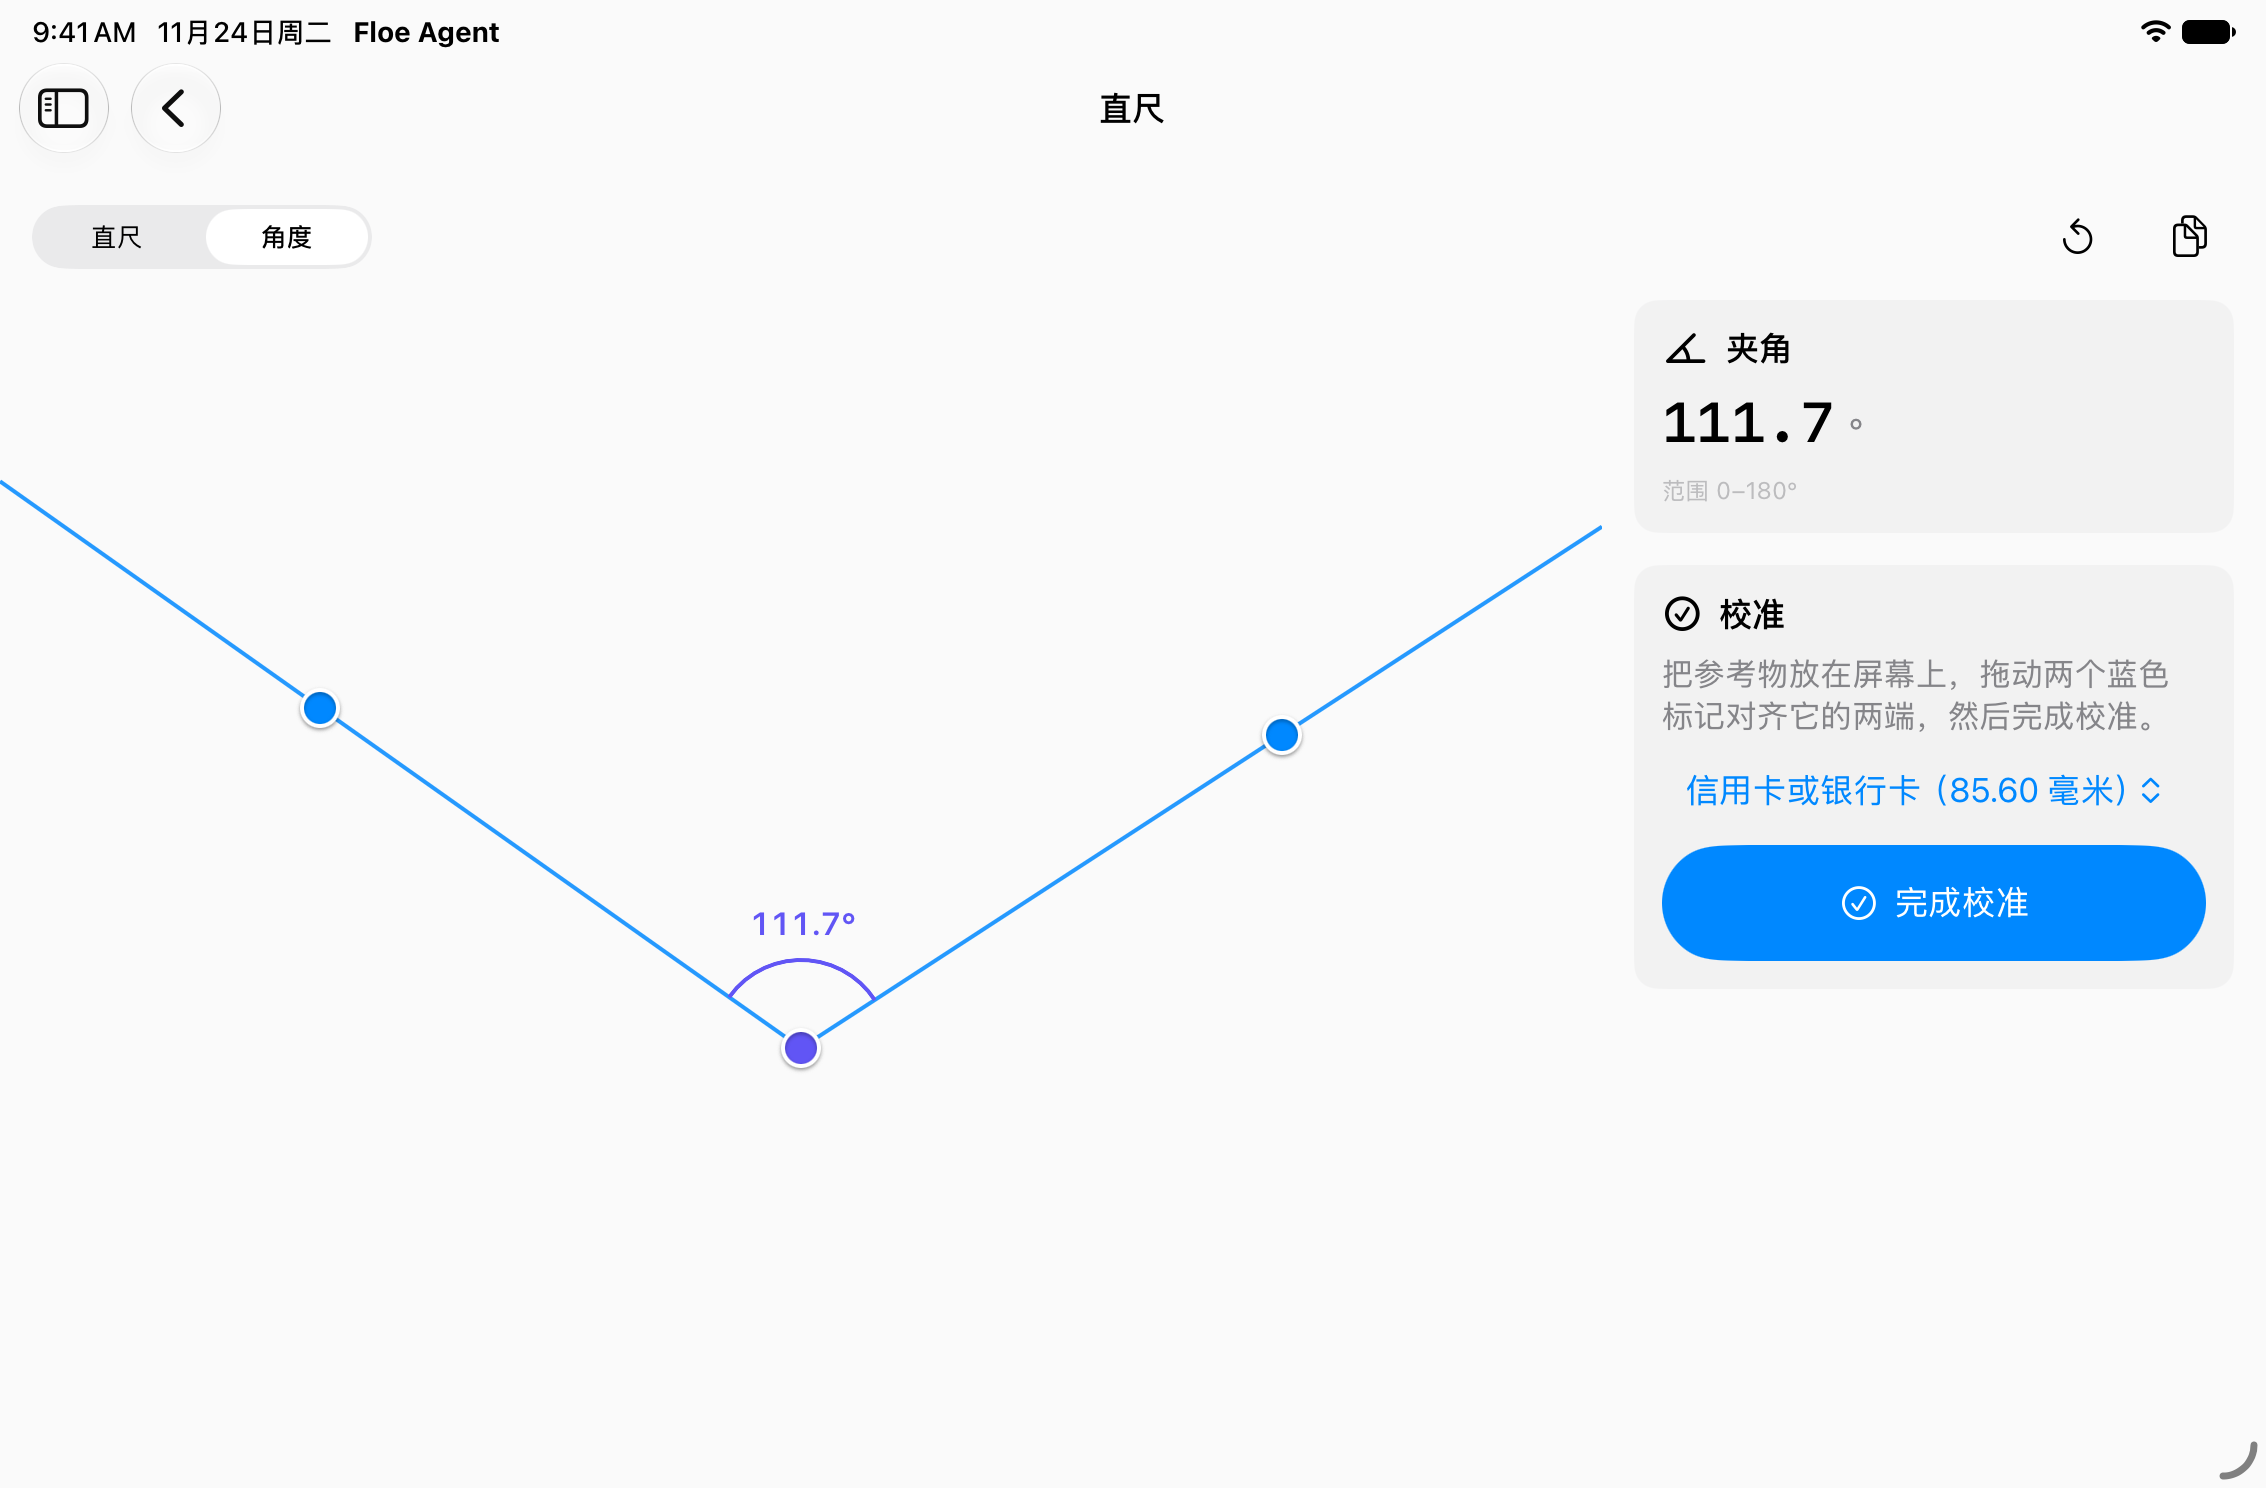 9:41 AM 11月24日周二 Floe Agent
直尺
直尺 角度
夹角
111.7°
范围 0–180°
校准
把参考物放在屏幕上，拖动两个蓝色
标记对齐它的两端，然后完成校准。
信用卡或银行卡（85.60 毫米）
完成校准
111.7°